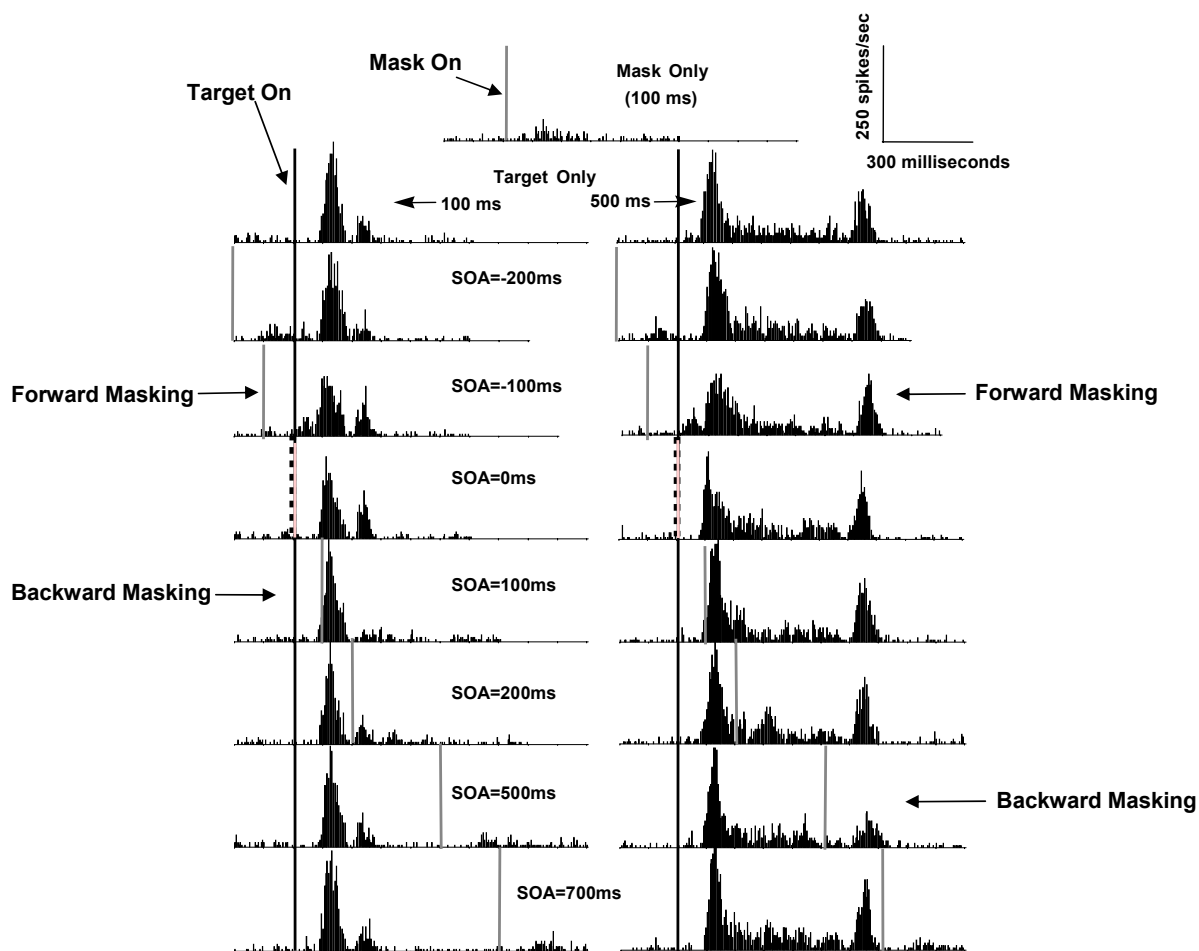 Mask On
Mask Only
(100 ms)
250 spikes/sec
300 milliseconds
Target On
Target Only
100 ms
500 ms
SOA=-200ms
Forward Masking
SOA=-100ms
Forward Masking
SOA=0ms
Backward Masking
SOA=100ms
SOA=200ms
SOA=500ms
Backward Masking
SOA=700ms